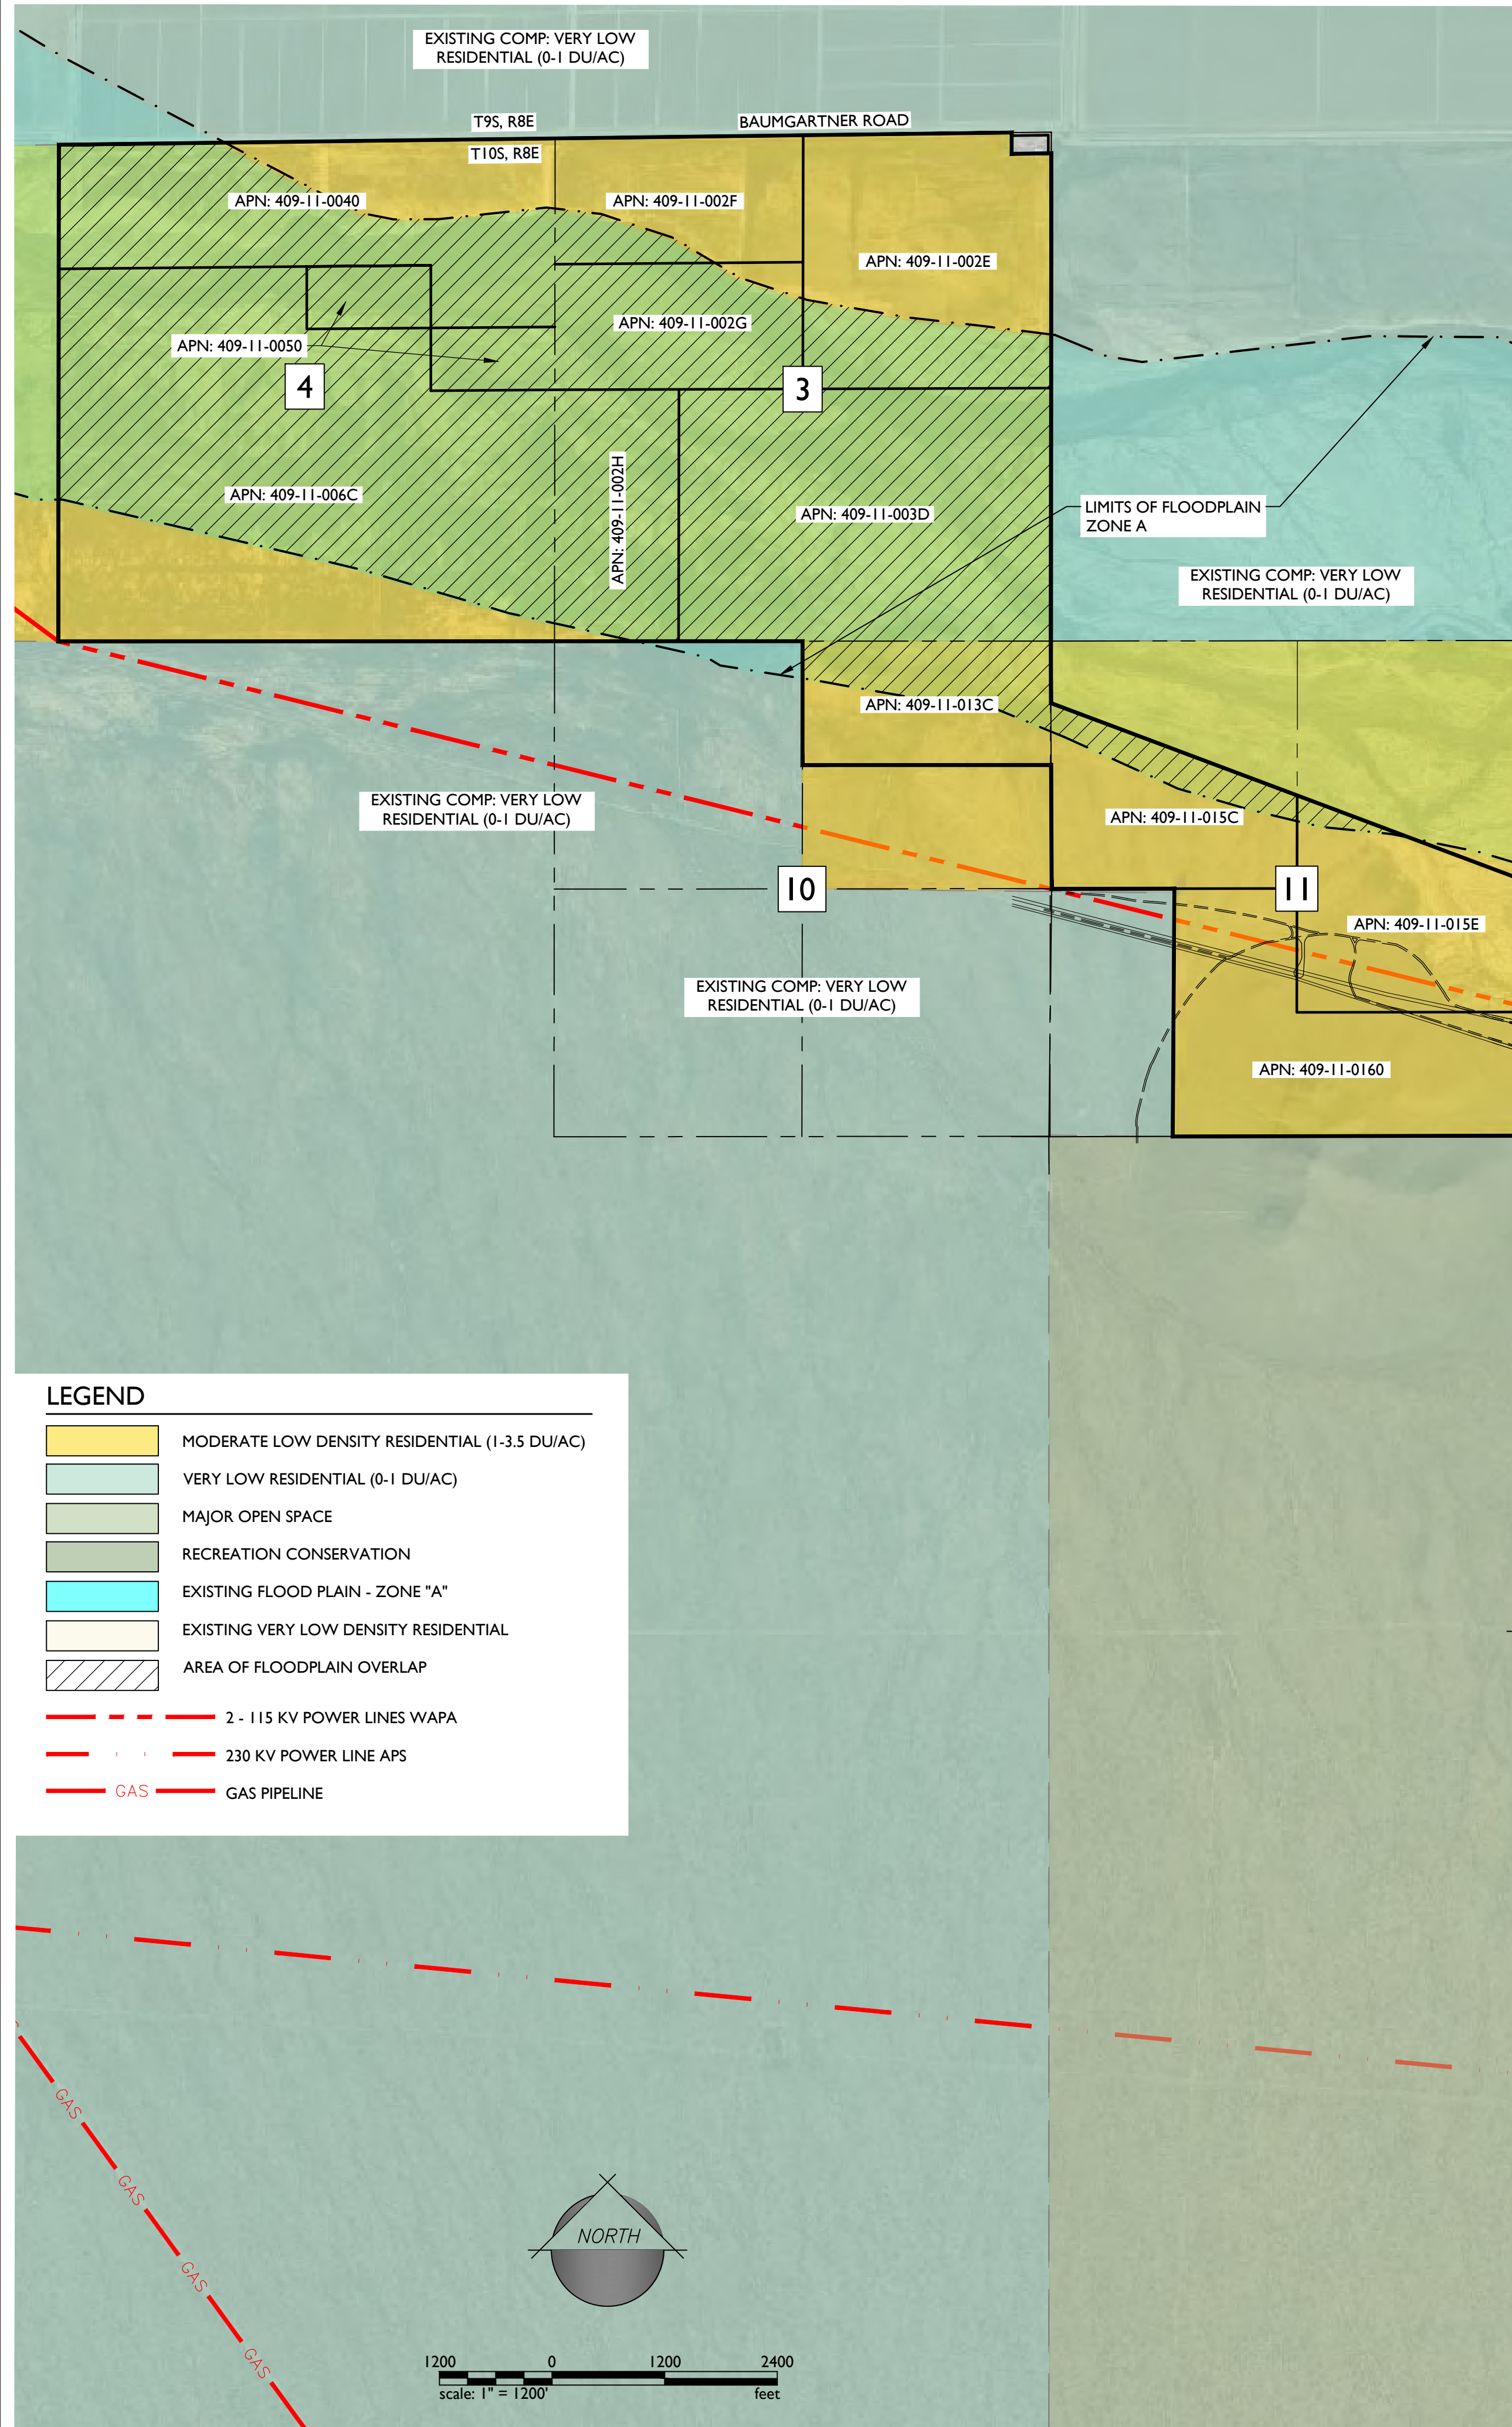 EXISTING COMP: VERY LOW
RESIDENTIAL (0-1 DU/AC)
T9S, R8E
BAUMGARTNER ROAD
T10S, R8E
APN: 409-11-0040
APN: 409-11-002F
APN: 409-11-002E
APN: 409-11-002G
APN: 409-11-0050
4
3
APN: 409-11-006C
APN: 409-11-002H
APN: 409-11-003D
LIMITS OF FLOODPLAIN
ZONE A
EXISTING COMP: VERY LOW
RESIDENTIAL (0-1 DU/AC)
APN: 409-11-013C
EXISTING COMP: VERY LOW
RESIDENTIAL (0-1 DU/AC)
APN: 409-11-015C
10
11
APN: 409-11-015E
EXISTING COMP: VERY LOW
RESIDENTIAL (0-1 DU/AC)
APN: 409-11-0160
LEGEND
MODERATE LOW DENSITY RESIDENTIAL (1-3.5 DU/AC)
VERY LOW RESIDENTIAL (0-1 DU/AC)
MAJOR OPEN SPACE
RECREATION CONSERVATION
EXISTING FLOOD PLAIN - ZONE "A"
EXISTING VERY LOW DENSITY RESIDENTIAL
AREA OF FLOODPLAIN OVERLAP
2 - 115 KV POWER LINES WAPA
230 KV POWER LINE APS
GAS
GAS PIPELINE
GAS
GAS
GAS
GAS
NORTH
1200 0 1200 2400
scale: 1" = 1200' feet